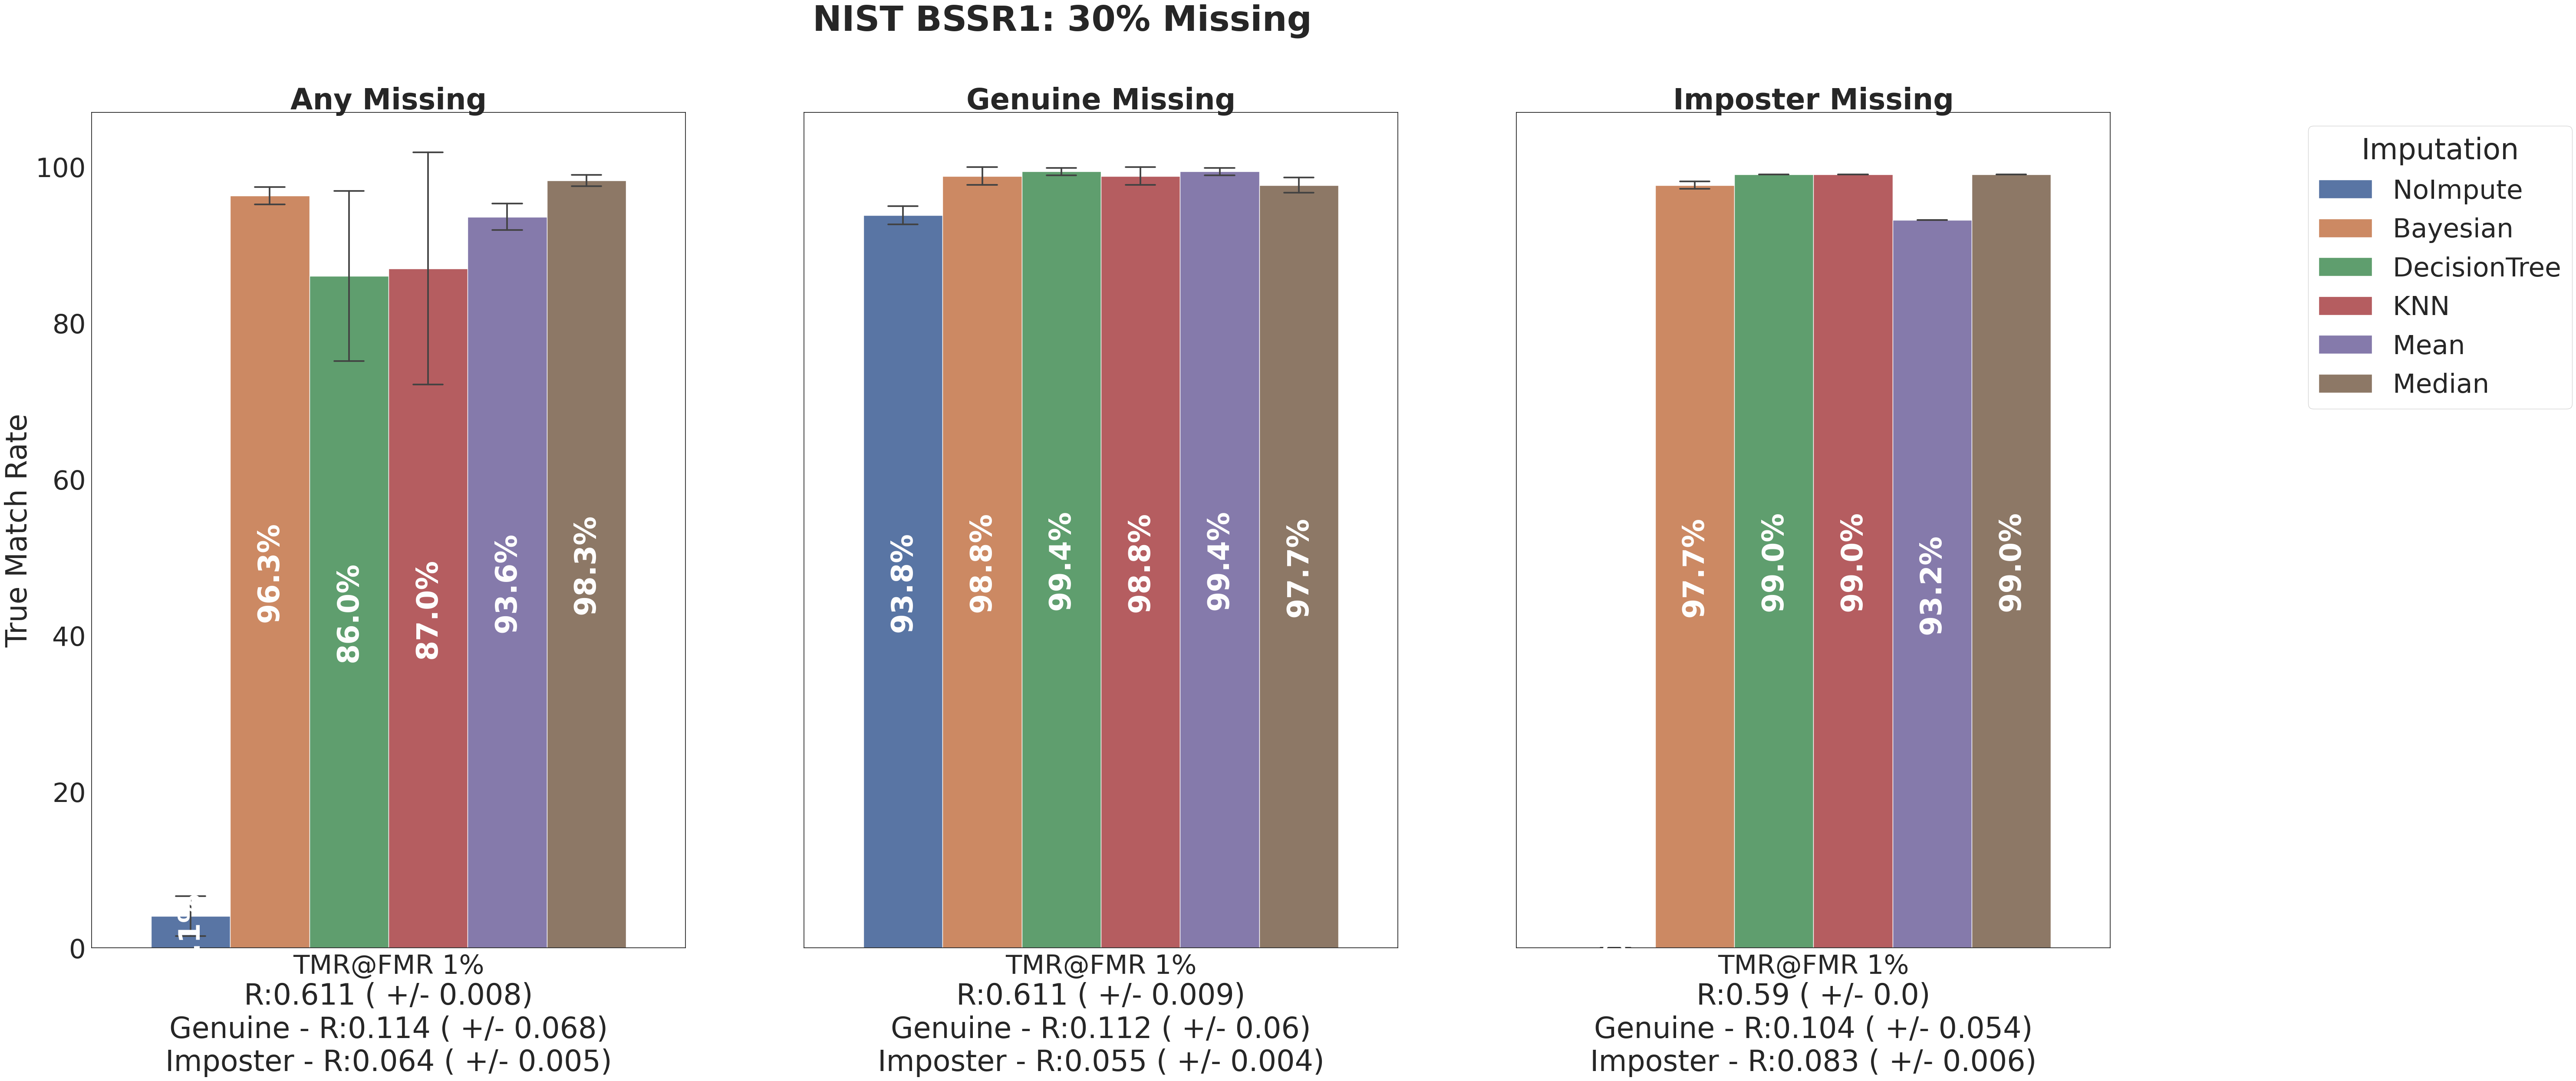 NIST BSSR1: 30% Missing
Any Missing
Genuine Missing
Imposter Missing
True Match Rate
100
80
60
40
20
0
96.3%
86.0%
87.0%
93.6%
98.3%
93.8%
98.8%
99.4%
98.8%
99.4%
97.7%
97.7%
99.0%
99.0%
93.2%
99.0%
TMR@FMR 1%
R:0.611 ( +/- 0.008)
Genuine - R:0.114 ( +/- 0.068)
Imposter - R:0.064 ( +/- 0.005)
TMR@FMR 1%
R:0.611 ( +/- 0.009)
Genuine - R:0.112 ( +/- 0.06)
Imposter - R:0.055 ( +/- 0.004)
TMR@FMR 1%
R:0.59 ( +/- 0.0)
Genuine - R:0.104 ( +/- 0.054)
Imposter - R:0.083 ( +/- 0.006)
Imputation
NoImpute
Bayesian
DecisionTree
KNN
Mean
Median